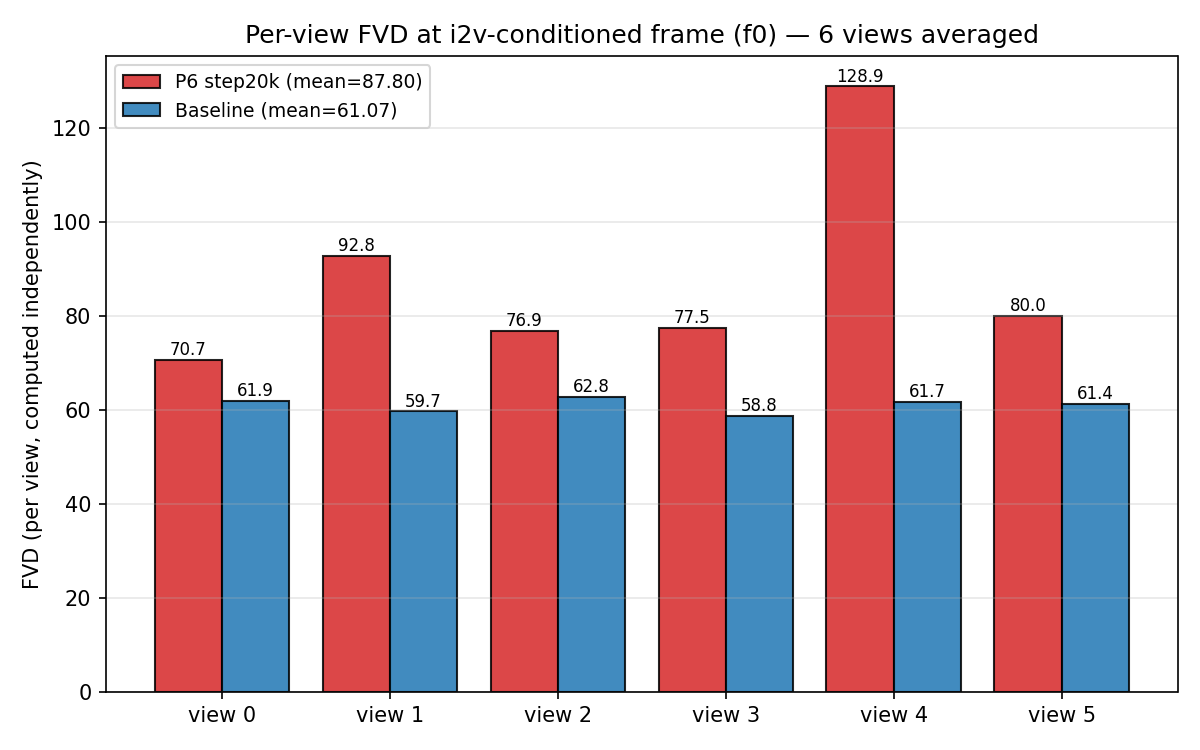 Per-view FVD at i2v-conditioned frame (f0) — 6 views averaged
P6 step20k (mean=87.80)
Baseline (mean=61.07)
FVD (per view, computed independently)
120
100
80
60
40
20
0
70.7
61.9
92.8
59.7
76.9
62.8
77.5
58.8
128.9
61.7
80.0
61.4
view 0
view 1
view 2
view 3
view 4
view 5